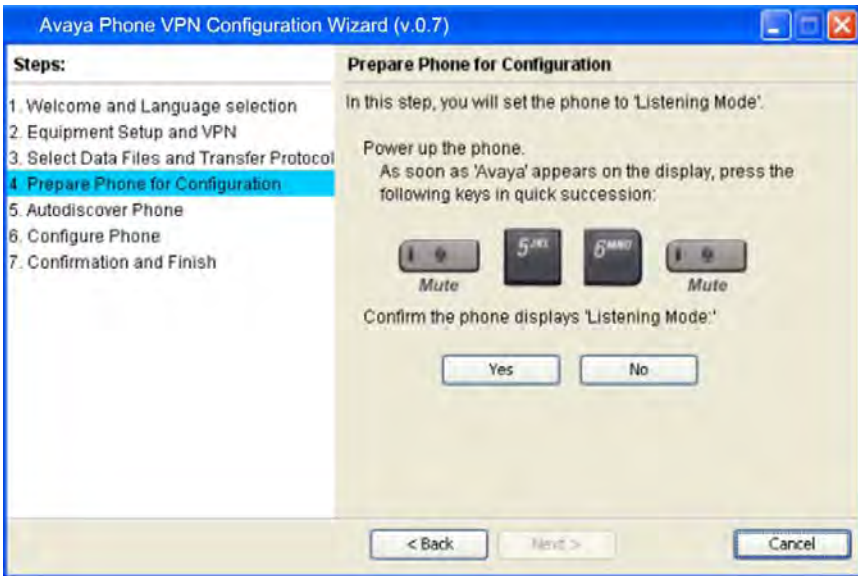 Avaya Phone VPN Configuration Wizard (v.0.7)
Steps:
1. Welcome and Language selection
2. Equipment Setup and VPN
3. Select Data Files and Transfer Protocol
4. Prepare Phone for Configuration
5. Autodiscover Phone
6. Configure Phone
7. Confirmation and Finish
Prepare Phone for Configuration
In this step, you will set the phone to 'Listening Mode'.
Power up the phone.
As soon as 'Avaya' appears on the display, press the
following keys in quick succession:
5 JKL 6 MNO
Mute Mute
Confirm the phone displays 'Listening Mode:'
Yes No
< Back Next > Cancel